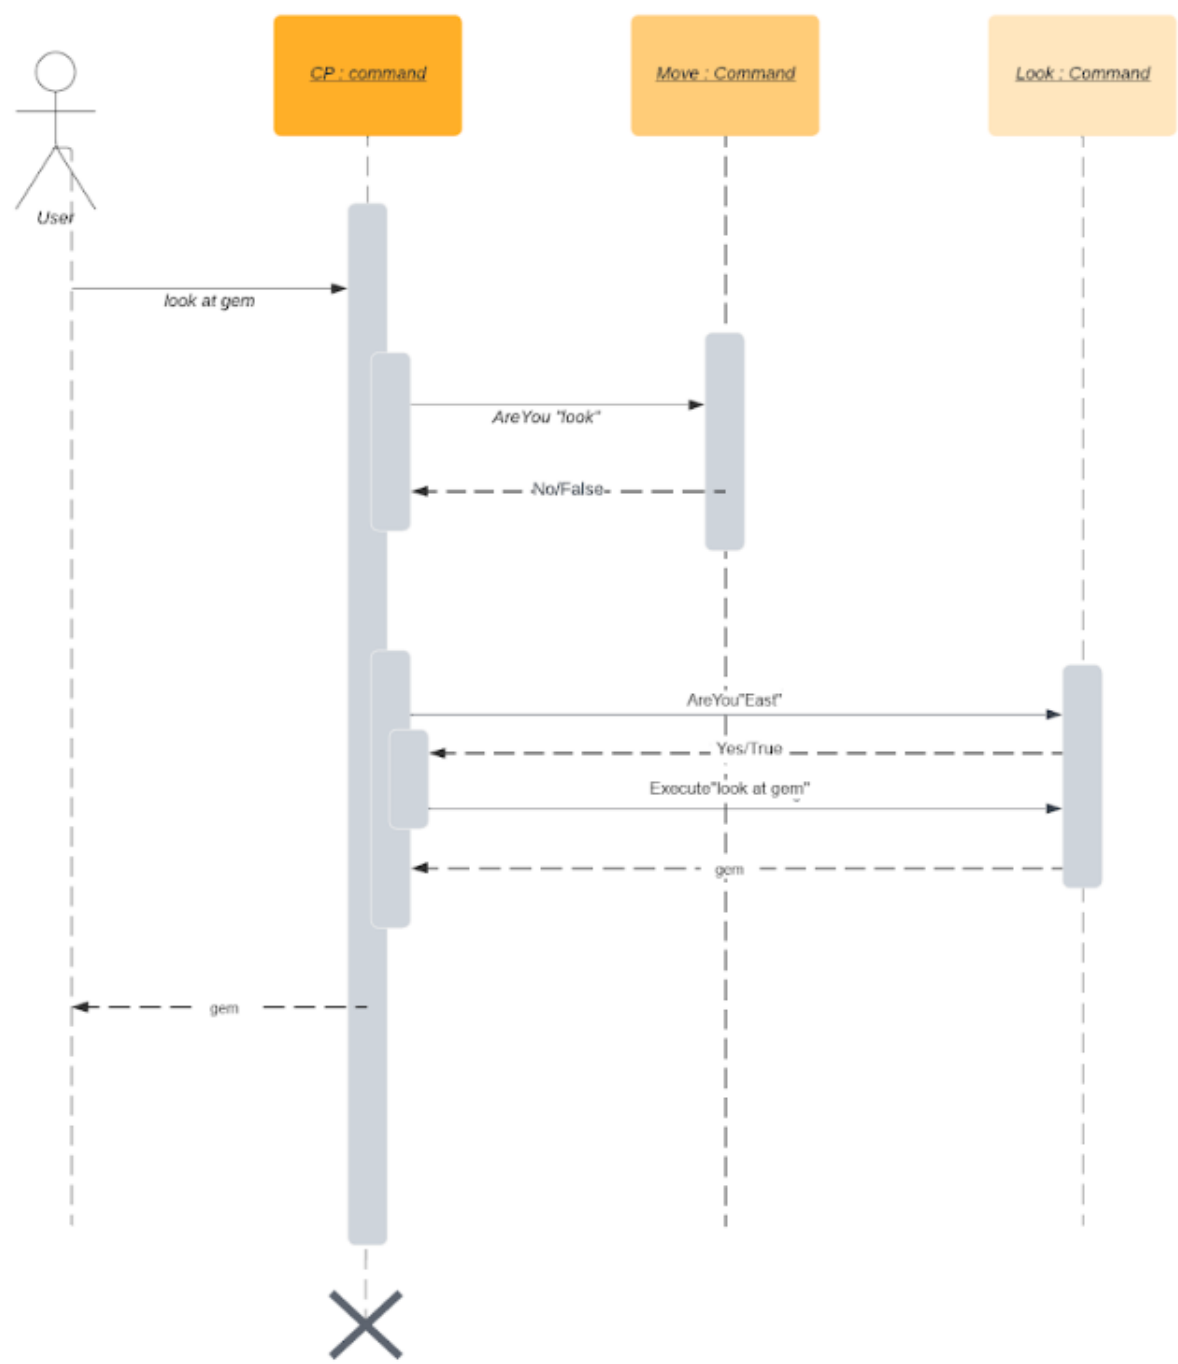 CP : command
Move : Command
Look : Command
User
look at gem
AreYou "look"
No/False
AreYou"East"
Yes/True
Execute"look at gem"
gem
gem